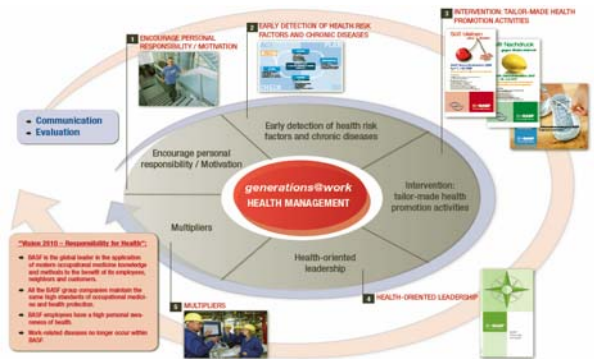 1 ENCOURAGE PERSONAL
RESPONSIBILITY / MOTIVATION
2 EARLY DETECTION OF HEALTH RISK
FACTORS AND CHRONIC DISEASES
3 INTERVENTION: TAILOR-MADE HEALTH
PROMOTION ACTIVITIES
➔ Communication
➔ Evaluation
Early detection of health risk
factors and chronic diseases
Encourage personal
responsibility / Motivation
generations@work
HEALTH MANAGEMENT
Intervention:
tailor-made health
promotion activities
Multipliers
Health-oriented
leadership
"Vision 2010 – Responsibility for Health":
➔ BASF is the global leader in the application
of modern occupational medicine knowledge
and methods to the benefit of its employees,
neighbors and customers.
➔ All the BASF group companies maintain the
same high standards of occupational medicine
and health protection.
➔ BASF employees have a high personal awareness
of health.
➔ Work-related diseases no longer occur within
BASF.
5 MULTIPLIERS
4 HEALTH-ORIENTED LEADERSHIP